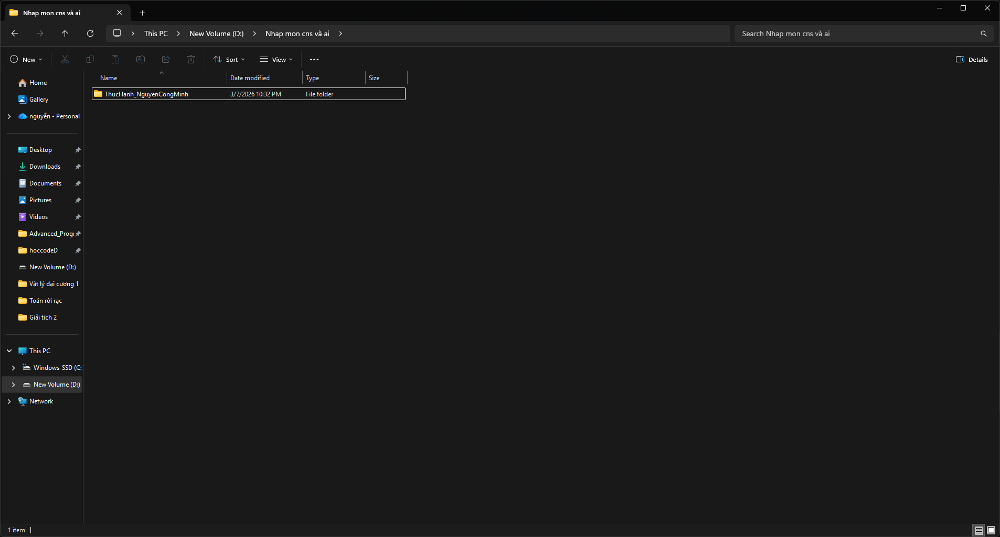 Nhap mon cns và ai
This PC New Volume (D:) Nhap mon cns và ai Search Nhap mon cns và ai
New Sort View Details
Name Date modified Type Size
ThucHanh_NguyenCongMinh 3/7/2026 10:32 PM File folder
Home
Gallery
nguyễn - Personal
Desktop
Downloads
Documents
Pictures
Videos
Advanced_Progr
hoccodeD
New Volume (D:)
Vật lý đại cương 1
Toán rời rạc
Giải tích 2
This PC
Windows-SSD (C:)
New Volume (D:)
Network
1 item